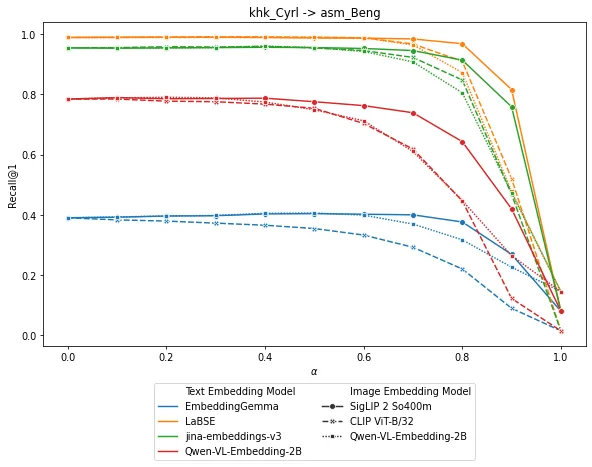 khk_Cyrl -> asm_Beng
Recall@1
1.0
0.8
0.6
0.4
0.2
0.0
0.0 0.2 0.4 0.6 0.8 1.0
α
Text Embedding Model Image Embedding Model
EmbeddingGemma SigLIP 2 So400m
LaBSE CLIP ViT-B/32
jina-embeddings-v3 Qwen-VL-Embedding-2B
Qwen-VL-Embedding-2B